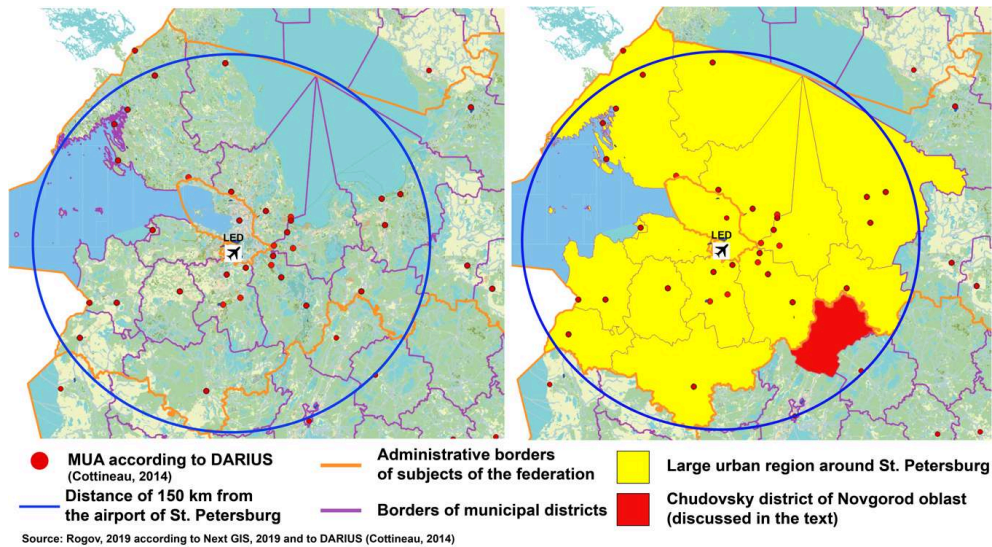 LED
LED
MUA according to DARIUS
(Cottineau, 2014)
Distance of 150 km from
the airport of St. Petersburg
Administrative borders
of subjects of the federation
Borders of municipal districts
Large urban region around St. Petersburg
Chudovsky district of Novgorod oblast
(discussed in the text)
Source: Rogov, 2019 according to Next GIS, 2019 and to DARIUS (Cottineau, 2014)